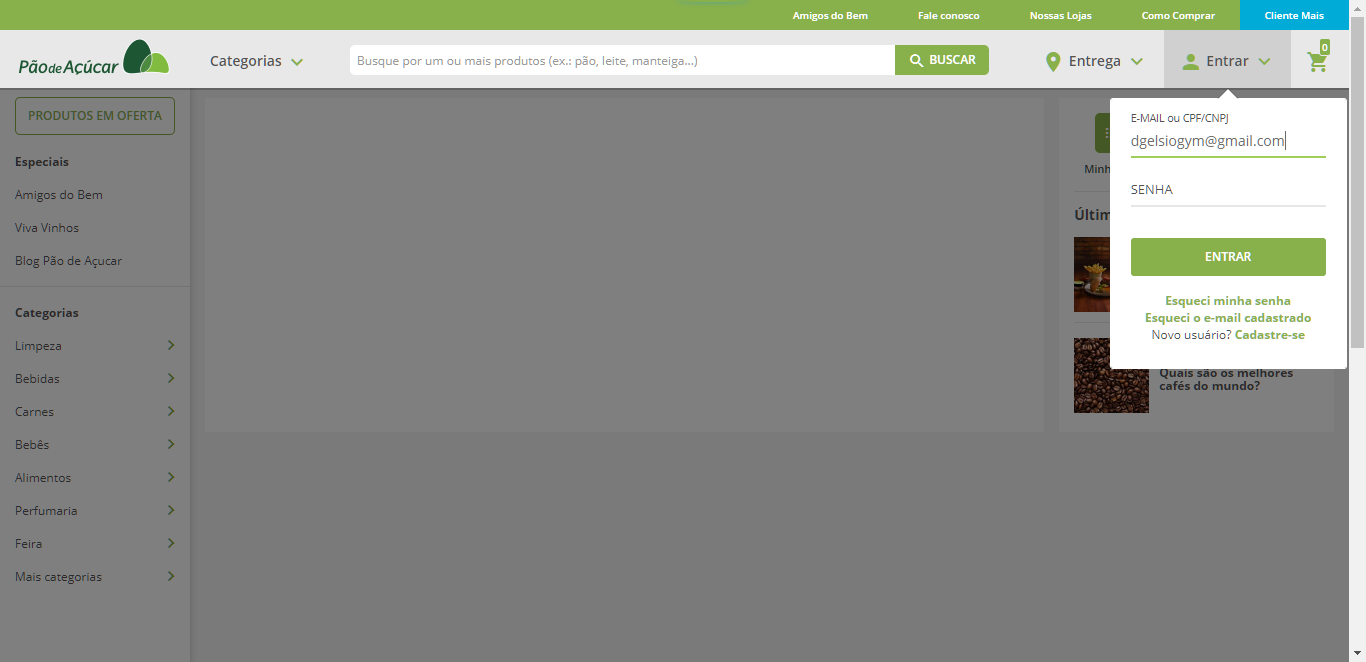 Amigos do Bem
Fale conosco
Nossas Lojas
Como Comprar
Cliente Mais
Pão de Açúcar
Categorias
Busque por um ou mais produtos (ex.: pão, leite, manteiga...)
BUSCAR
Entrega
Entrar
0
PRODUTOS EM OFERTA
Especiais
Amigos do Bem
Viva Vinhos
Blog Pão de Açucar
Categorias
Limpeza
Bebidas
Carnes
Bebês
Alimentos
Perfumaria
Feira
Mais categorias
Minh
Últim
Quais são os melhores
cafés do mundo?
E-MAIL ou CPF/CNPJ
dgelsiogym@gmail.com
SENHA
ENTRAR
Esqueci minha senha
Esqueci o e-mail cadastrado
Novo usuário? Cadastre-se